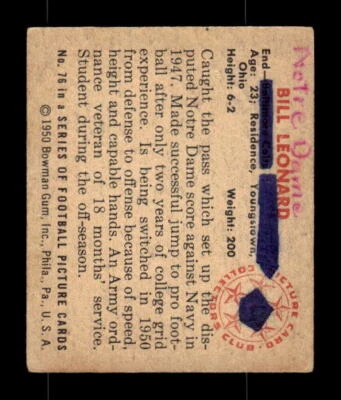 Notre Dame
BILL LEONARD
End
Age: 23; Residence, Youngstown,
Ohio
Height: 6-2 Weight: 200
Caught the pass which set up the dis-
puted Notre Dame score against Navy in
1947. Made successful jump to pro foot-
ball after only two years of college grid
experience. Is being switched in 1950
from defense to offense because of speed,
height and capable hands. An Army ord-
nance veteran of 18 months' service.
Student during the off-season.
No. 76 in a SERIES OF FOOTBALL PICTURE CARDS
©1950 Bowman Gum, Inc., Phila., Pa., U. S. A.
PICTURE CARD
COLLECTORS CLUB